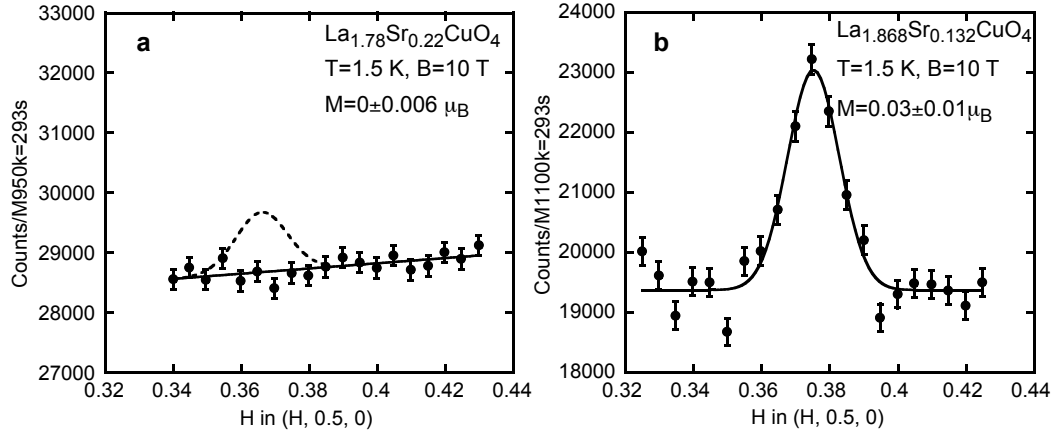 a
La1.78Sr0.22CuO4
T=1.5 K, B=10 T
M=0±0.006 μB
Counts/M950k=293s
33000
32000
31000
30000
29000
28000
27000
0.32 0.34 0.36 0.38 0.4 0.42 0.44
H in (H, 0.5, 0)
b
La1.868Sr0.132CuO4
T=1.5 K, B=10 T
M=0.03±0.01μB
Counts/M1100k=293s
24000
23000
22000
21000
20000
19000
18000
0.32 0.34 0.36 0.38 0.4 0.42 0.44
H in (H, 0.5, 0)